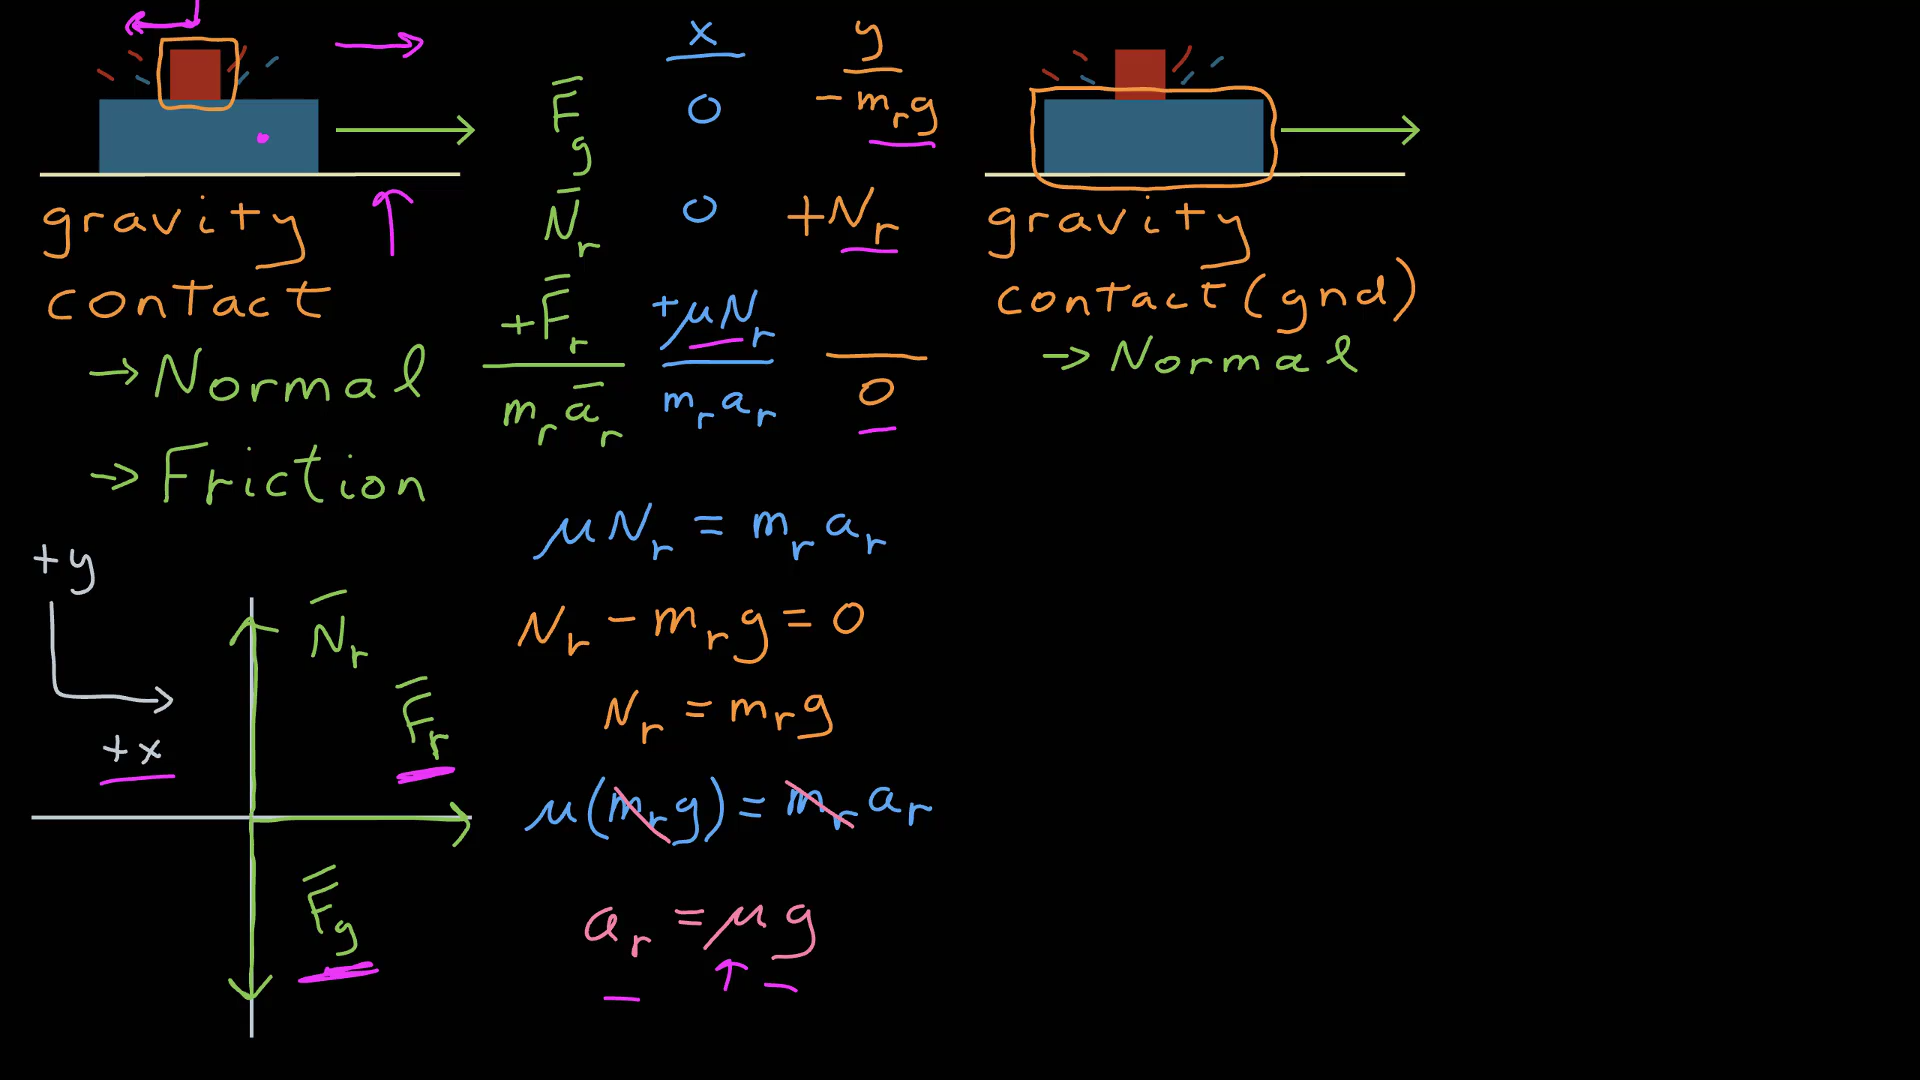 gravity
contact
→ Normal
→ Friction
+y
+x
N̅r
F̅r
F̅g
x y
F̅g 0 -mrg
N̅r 0 +Nr
+F̅r +μNr
mra̅r mrar 0
μNr = mrar
Nr - mrg = 0
Nr = mrg
μ(mrg) = mrar
ar = μg
gravity
contact (gnd)
→ Normal